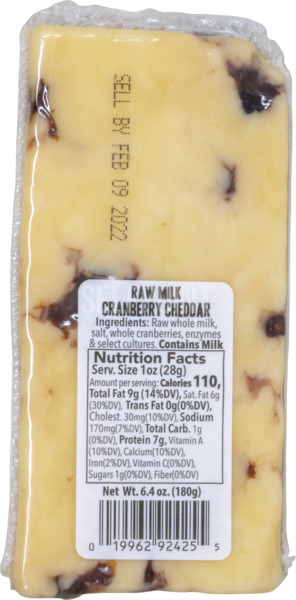 SELL BY FEB 09 2022
RAW MILK
CRANBERRY CHEDDAR
Ingredients: Raw whole milk,
salt, whole cranberries, enzymes
& select cultures. Contains Milk
Nutrition Facts
Serv. Size 1oz (28g)
Amount per serving: Calories 110,
Total Fat 9g (14%DV), Sat. Fat 6g
(30%DV), Trans Fat 0g(0%DV),
Cholest. 30mg(10%DV), Sodium
170mg(7%DV), Total Carb. 1g
(0%DV), Protein 7g, Vitamin A
(10%DV), Calcium(10%DV),
Iron(2%DV), Vitamin C(0%DV),
Sugars 1g(0%DV), Fiber(0%DV)
Net Wt. 6.4 oz. (180g)
0 19962 92425 5